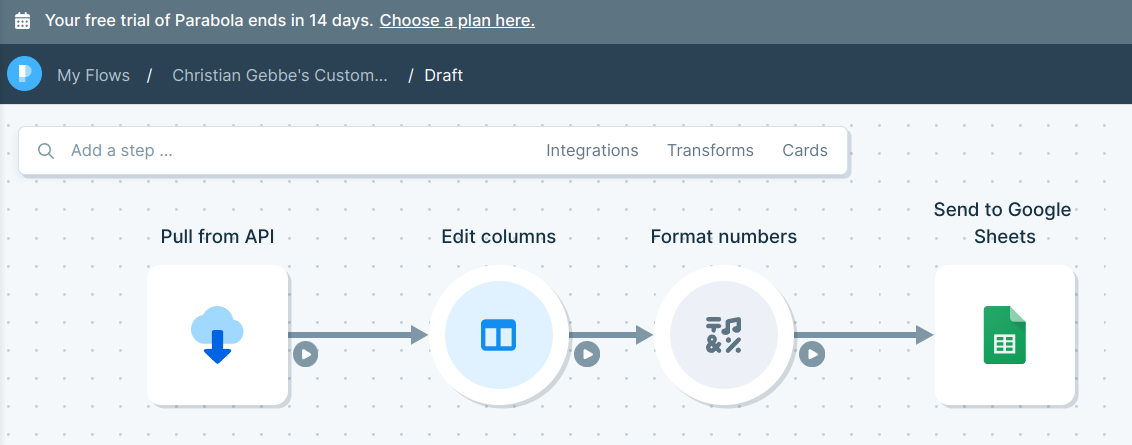 Your free trial of Parabola ends in 14 days. Choose a plan here.
My Flows / Christian Gebbe's Custom... / Draft
Add a step ... Integrations Transforms Cards
Pull from API
Edit columns
Format numbers
Send to Google
Sheets